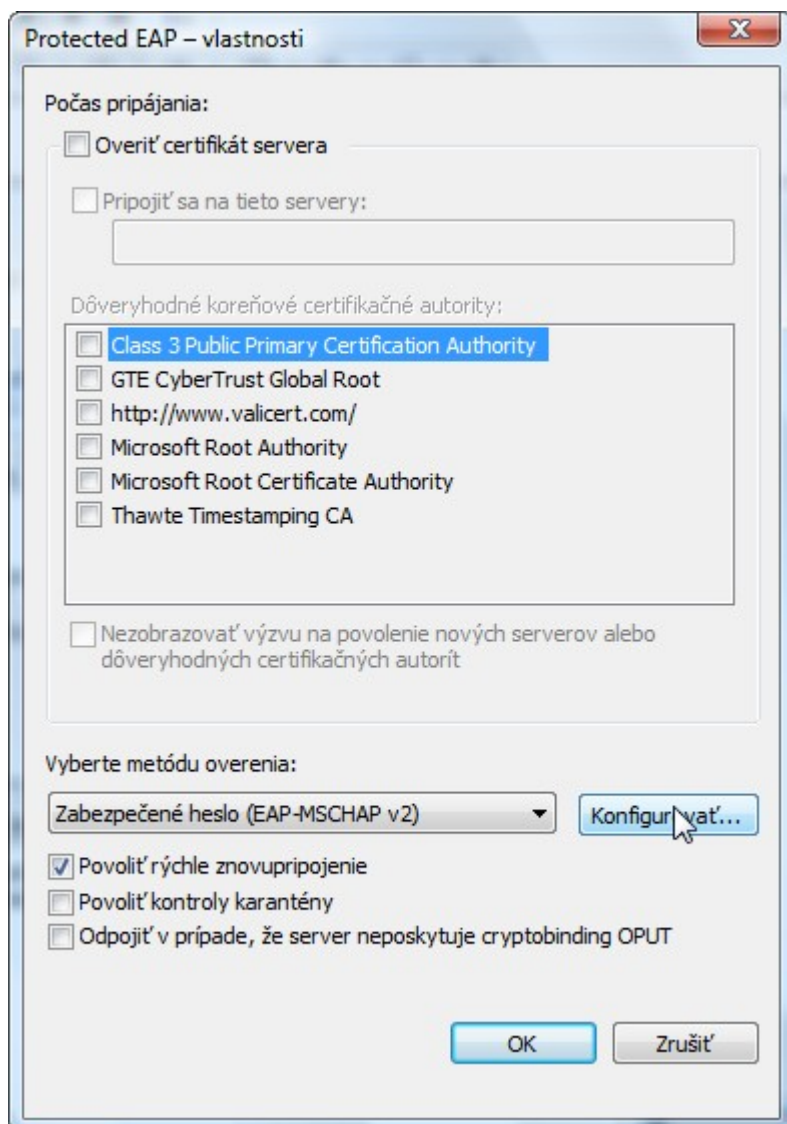 Protected EAP – vlastnosti
Počas pripájania:
Overiť certifikát servera
Pripojiť sa na tieto servery:
Dôveryhodné koreňové certifikačné autority:
Class 3 Public Primary Certification Authority
GTE CyberTrust Global Root
http://www.valicert.com/
Microsoft Root Authority
Microsoft Root Certificate Authority
Thawte Timestamping CA
Nezobrazovať výzvu na povolenie nových serverov alebo
dôveryhodných certifikačných autorít
Vyberte metódu overenia:
Zabezpečené heslo (EAP-MSCHAP v2)
Konfigurovať...
Povoliť rýchle znovupripojenie
Povoliť kontroly karantény
Odpojiť v prípade, že server neposkytuje cryptobinding OPUT
OK
Zrušiť